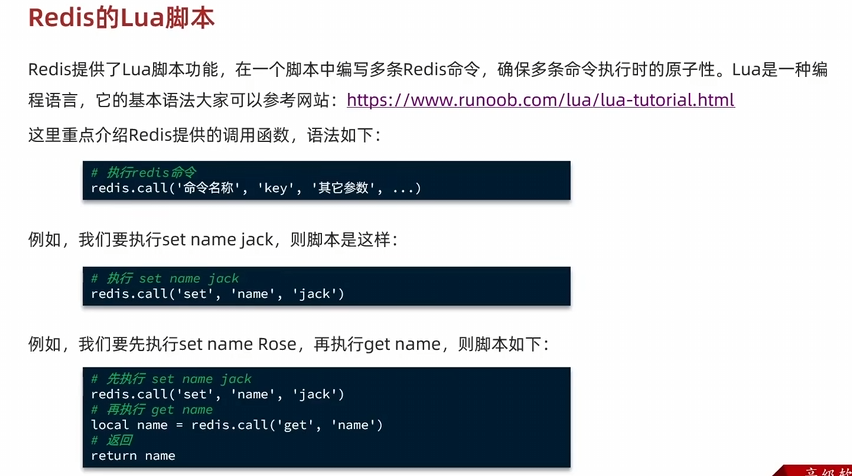 Redis的Lua脚本
Redis提供了Lua脚本功能，在一个脚本中编写多条Redis命令，确保多条命令执行时的原子性。Lua是一种编
程语言，它的基本语法大家可以参考网站：https://www.runoob.com/lua/lua-tutorial.html
这里重点介绍Redis提供的调用函数，语法如下：
# 执行redis命令
redis.call('命令名称', 'key', '其它参数', ...)
例如，我们要执行set name jack，则脚本是这样：
# 执行 set name jack
redis.call('set', 'name', 'jack')
例如，我们要先执行set name Rose，再执行get name，则脚本如下：
# 先执行 set name jack
redis.call('set', 'name', 'jack')
# 再执行 get name
local name = redis.call('get', 'name')
# 返回
return name